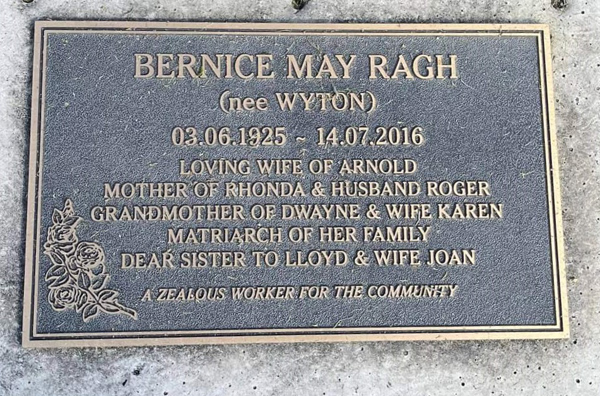 BERNICE MAY RAGH
(nee WYTON)
03.06.1925 ~ 14.07.2016
LOVING WIFE OF ARNOLD
MOTHER OF RHONDA & HUSBAND ROGER
GRANDMOTHER OF DWAYNE & WIFE KAREN
MATRIARCH OF HER FAMILY
DEAR SISTER TO LLOYD & WIFE JOAN
A ZEALOUS WORKER FOR THE COMMUNITY